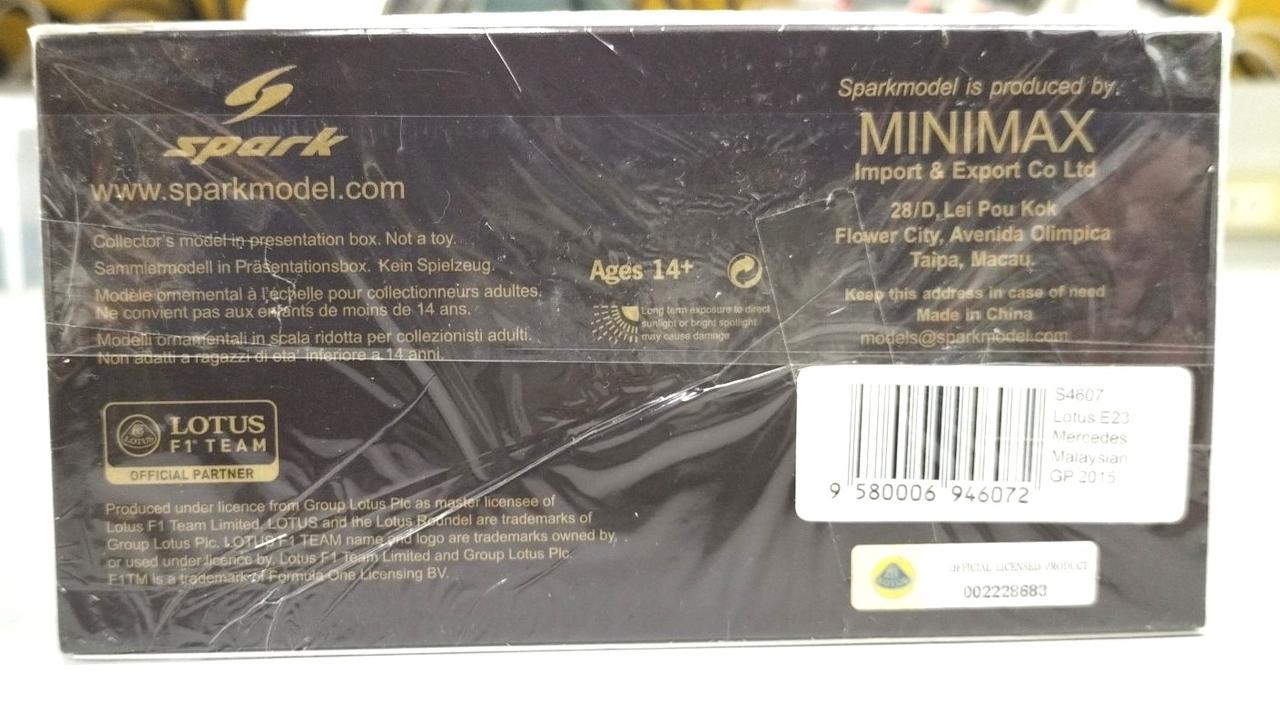 spark
www.sparkmodel.com
Collector's model in presentation box. Not a toy.
Sammlermodell in Präsentationsbox. Kein Spielzeug.
Modèle ornemental à l'échelle pour collectionneurs adultes.
Ne convient pas aux enfants de moins de 14 ans.
Modelli ornamentali in scala ridotta per collezionisti adulti.
Non adatti a ragazzi di eta' inferiore a 14 anni.
Ages 14+
Long term exposure to direct
sunlight or bright spotlight
may cause damage
Sparkmodel is produced by:
MINIMAX
Import & Export Co Ltd
28/D, Lei Pou Kok
Flower City, Avenida Olimpica
Taipa, Macau.
Keep this address in case of need
Made in China
models@sparkmodel.com
LOTUS
LOTUS
F1® TEAM
OFFICIAL PARTNER
Produced under licence from Group Lotus Plc as master licensee of
Lotus F1 Team Limited. LOTUS and the Lotus Roundel are trademarks of
Group Lotus Plc. LOTUS F1 TEAM name and logo are trademarks owned by,
or used under licence by, Lotus F1 Team Limited and Group Lotus Plc.
F1TM is a trademark of Formula One Licensing BV.
S4607
Lotus E23
Mercedes
Malaysian
GP 2015
9 580006 946072
LOTUS
OFFICIAL LICENSED PRODUCT
002228683